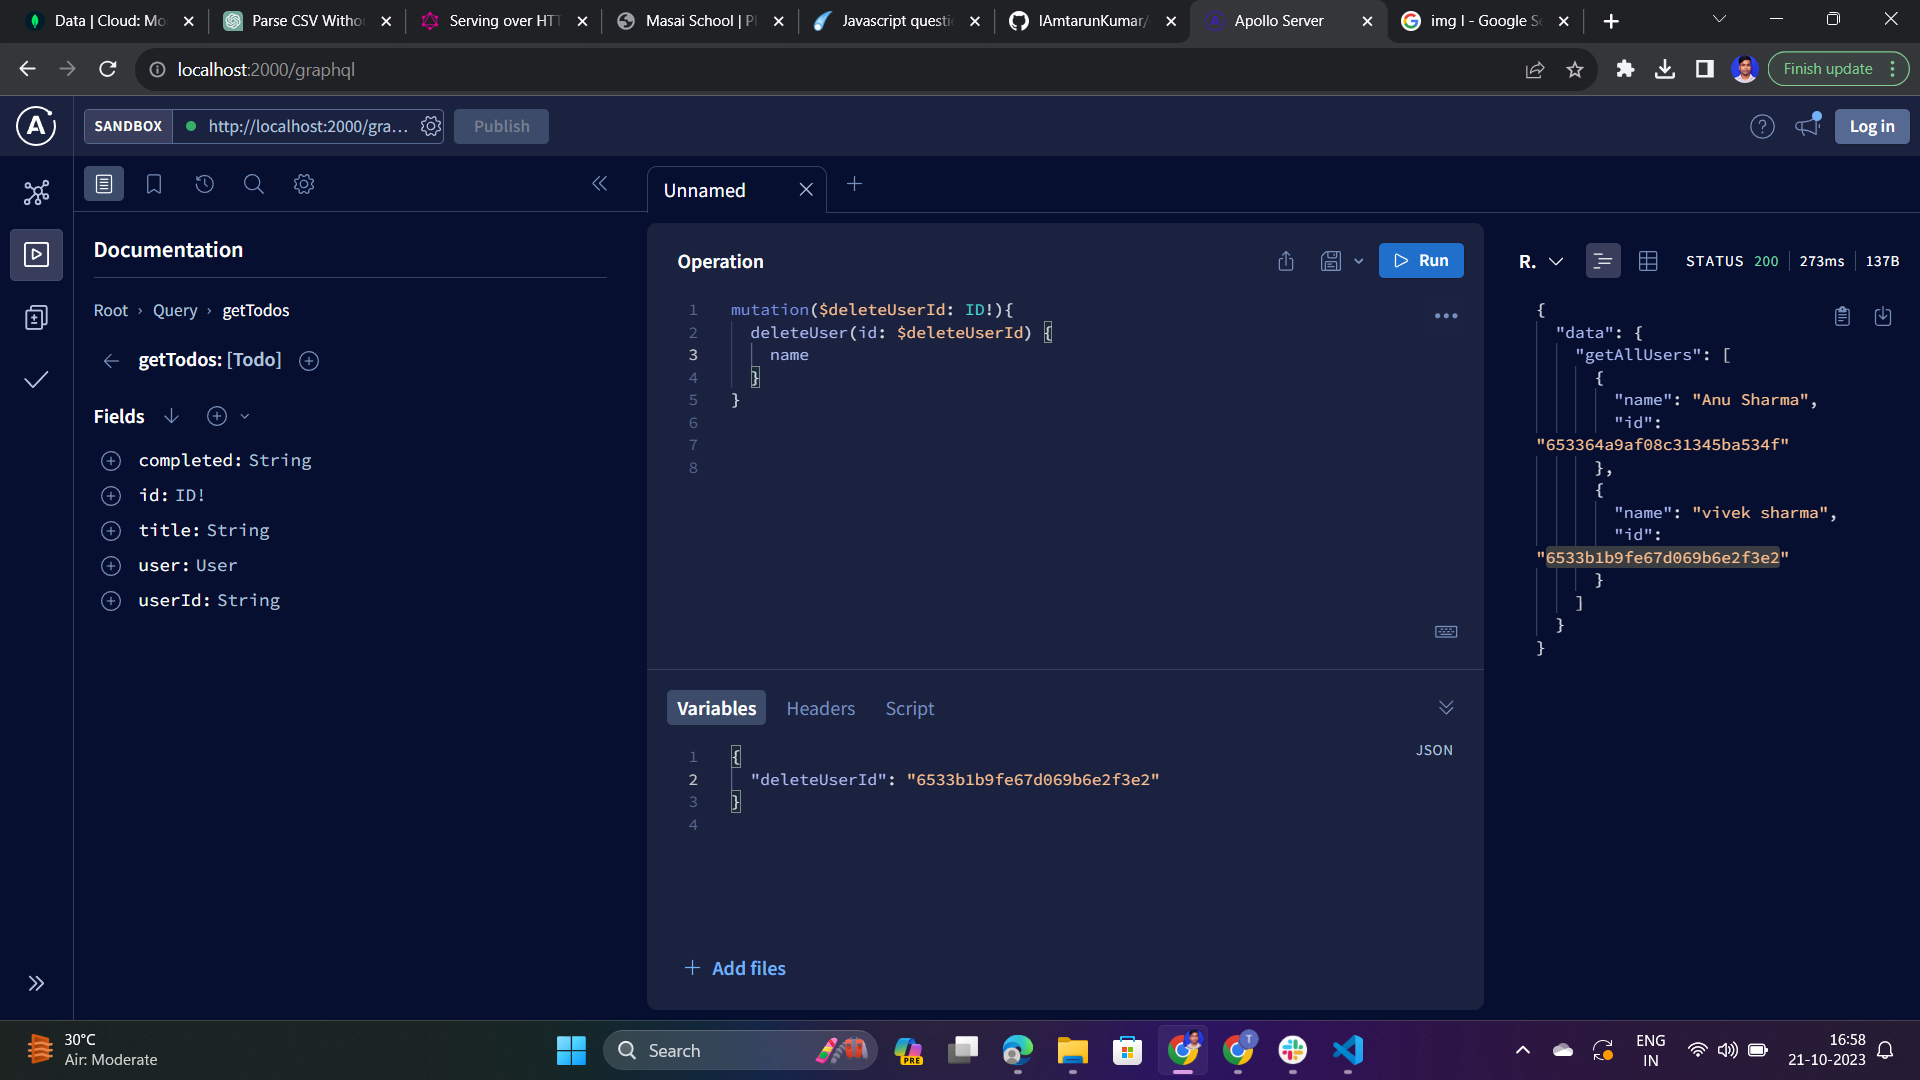 Data | Cloud: Mo
Parse CSV Witho
Serving over HTT
Masai School | Pl
Javascript questi
IAmtarunKumar/
Apollo Server
img l - Google Se
localhost:2000/graphql
Finish update
SANDBOX
http://localhost:2000/gra...
Publish
Log in
Unnamed
Documentation
Root › Query › getTodos
getTodos: [Todo]
Fields
completed: String
id: ID!
title: String
user: User
userId: String
Operation
Run
1 mutation($deleteUserId: ID!){
2 deleteUser(id: $deleteUserId) {
3 name
4 }
5 }
6
7
8
Variables
Headers
Script
JSON
1 {
2 "deleteUserId": "6533b1b9fe67d069b6e2f3e2"
3 }
4
Add files
R.
STATUS 200
273ms
137B
{
"data": {
"getAllUsers": [
{
"name": "Anu Sharma",
"id":
"653364a9af08c31345ba534f"
},
{
"name": "vivek sharma",
"id":
"6533b1b9fe67d069b6e2f3e2"
}
]
}
}
30°C
Air: Moderate
Search
PRE
T
ENG
IN
16:58
21-10-2023